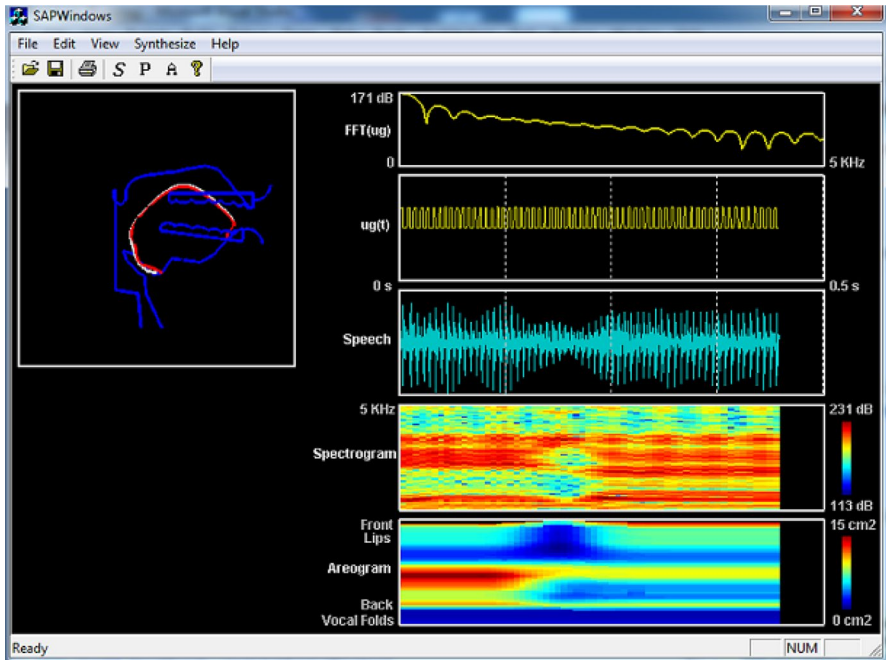 SAPWindows
File Edit View Synthesize Help
S P A ?
171 dB
FFT(ug)
0
5 KHz
ug(t)
0 s
0.5 s
Speech
5 KHz
231 dB
Spectrogram
113 dB
Front
15 cm2
Lips
Areogram
Back
Vocal Folds
0 cm2
Ready
NUM